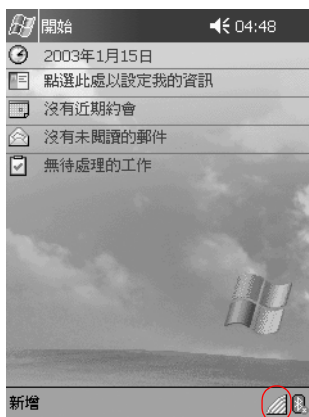 開始 04:48
2003年1月15日
點選此處以設定我的資訊
沒有近期約會
沒有未閱讀的郵件
無待處理的工作
新增